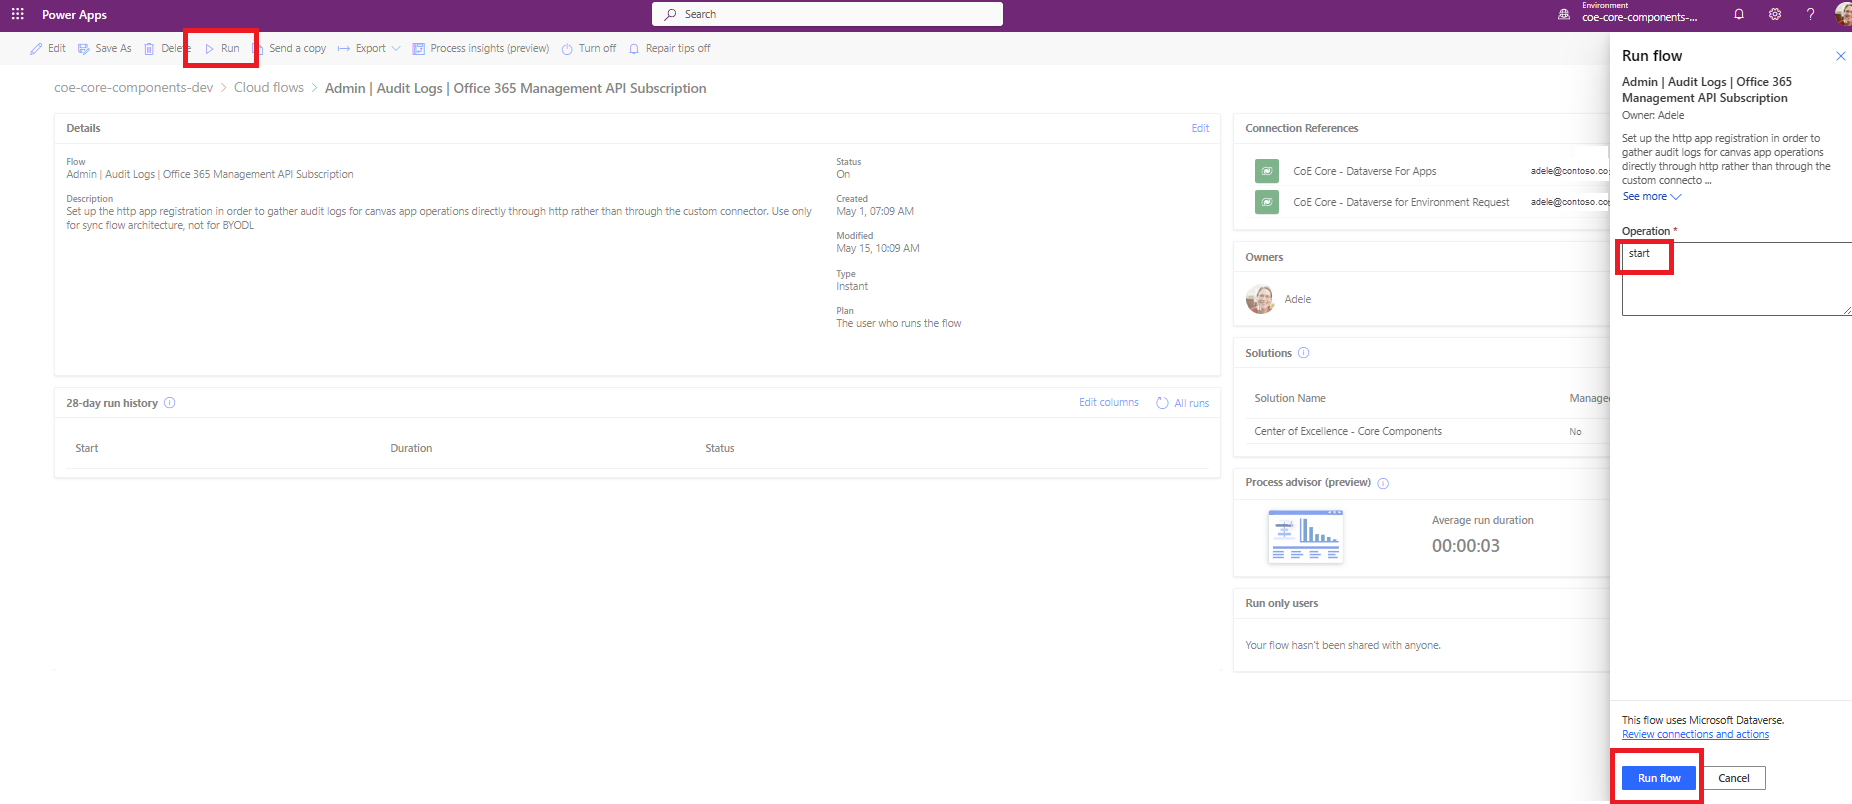 Power Apps
Search
Environment
coe-core-components-...
Edit
Save As
Delete
Run
Send a copy
Export
Process insights (preview)
Turn off
Repair tips off
coe-core-components-dev > Cloud flows > Admin | Audit Logs | Office 365 Management API Subscription
Details
Edit
Flow
Admin | Audit Logs | Office 365 Management API Subscription
Description
Set up the http app registration in order to gather audit logs for canvas app operations directly through http rather than through the custom connector. Use only
for sync flow architecture, not for BYODL
Status
On
Created
May 1, 07:09 AM
Modified
May 15, 10:09 AM
Type
Instant
Plan
The user who runs the flow
28-day run history
Edit columns
All runs
Start
Duration
Status
Connection References
CoE Core - Dataverse For Apps
adele@contoso.co
CoE Core - Dataverse for Environment Request
adele@contoso.co
Owners
Adele
Solutions
Solution Name
Managed
Center of Excellence - Core Components
No
Process advisor (preview)
Average run duration
00:00:03
Run only users
Your flow hasn't been shared with anyone.
Run flow
Admin | Audit Logs | Office 365
Management API Subscription
Owner: Adele
Set up the http app registration in order to
gather audit logs for canvas app operations
directly through http rather than through the
custom connecto ...
See more
Operation *
start
This flow uses Microsoft Dataverse.
Review connections and actions
Run flow
Cancel